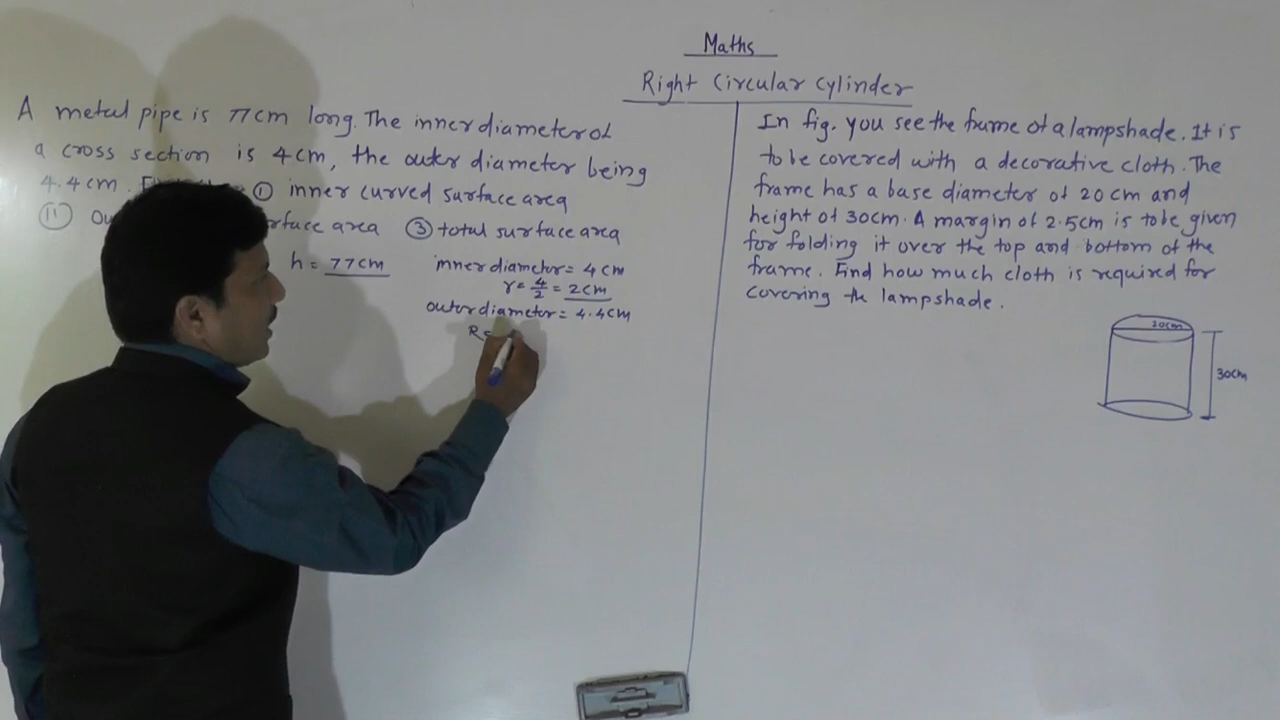 Maths
Right Circular Cylinder
A metal pipe is 77cm long. The inner diameter of
a cross section is 4cm, the outer diameter being
4.4cm. ① inner curved surface area
⑪ rface area ③ total surface area
h = 77cm
inner diameter = 4cm
r = 4/2 = 2cm
outer diameter = 4.4cm
R =
In fig. you see the frame of a lampshade. It is
to be covered with a decorative cloth. The
frame has a base diameter of 20cm and
height of 30cm. A margin of 2.5cm is to be given
for folding it over the top and bottom of the
frame. Find how much cloth is required for
covering the lampshade.
20cm
30cm